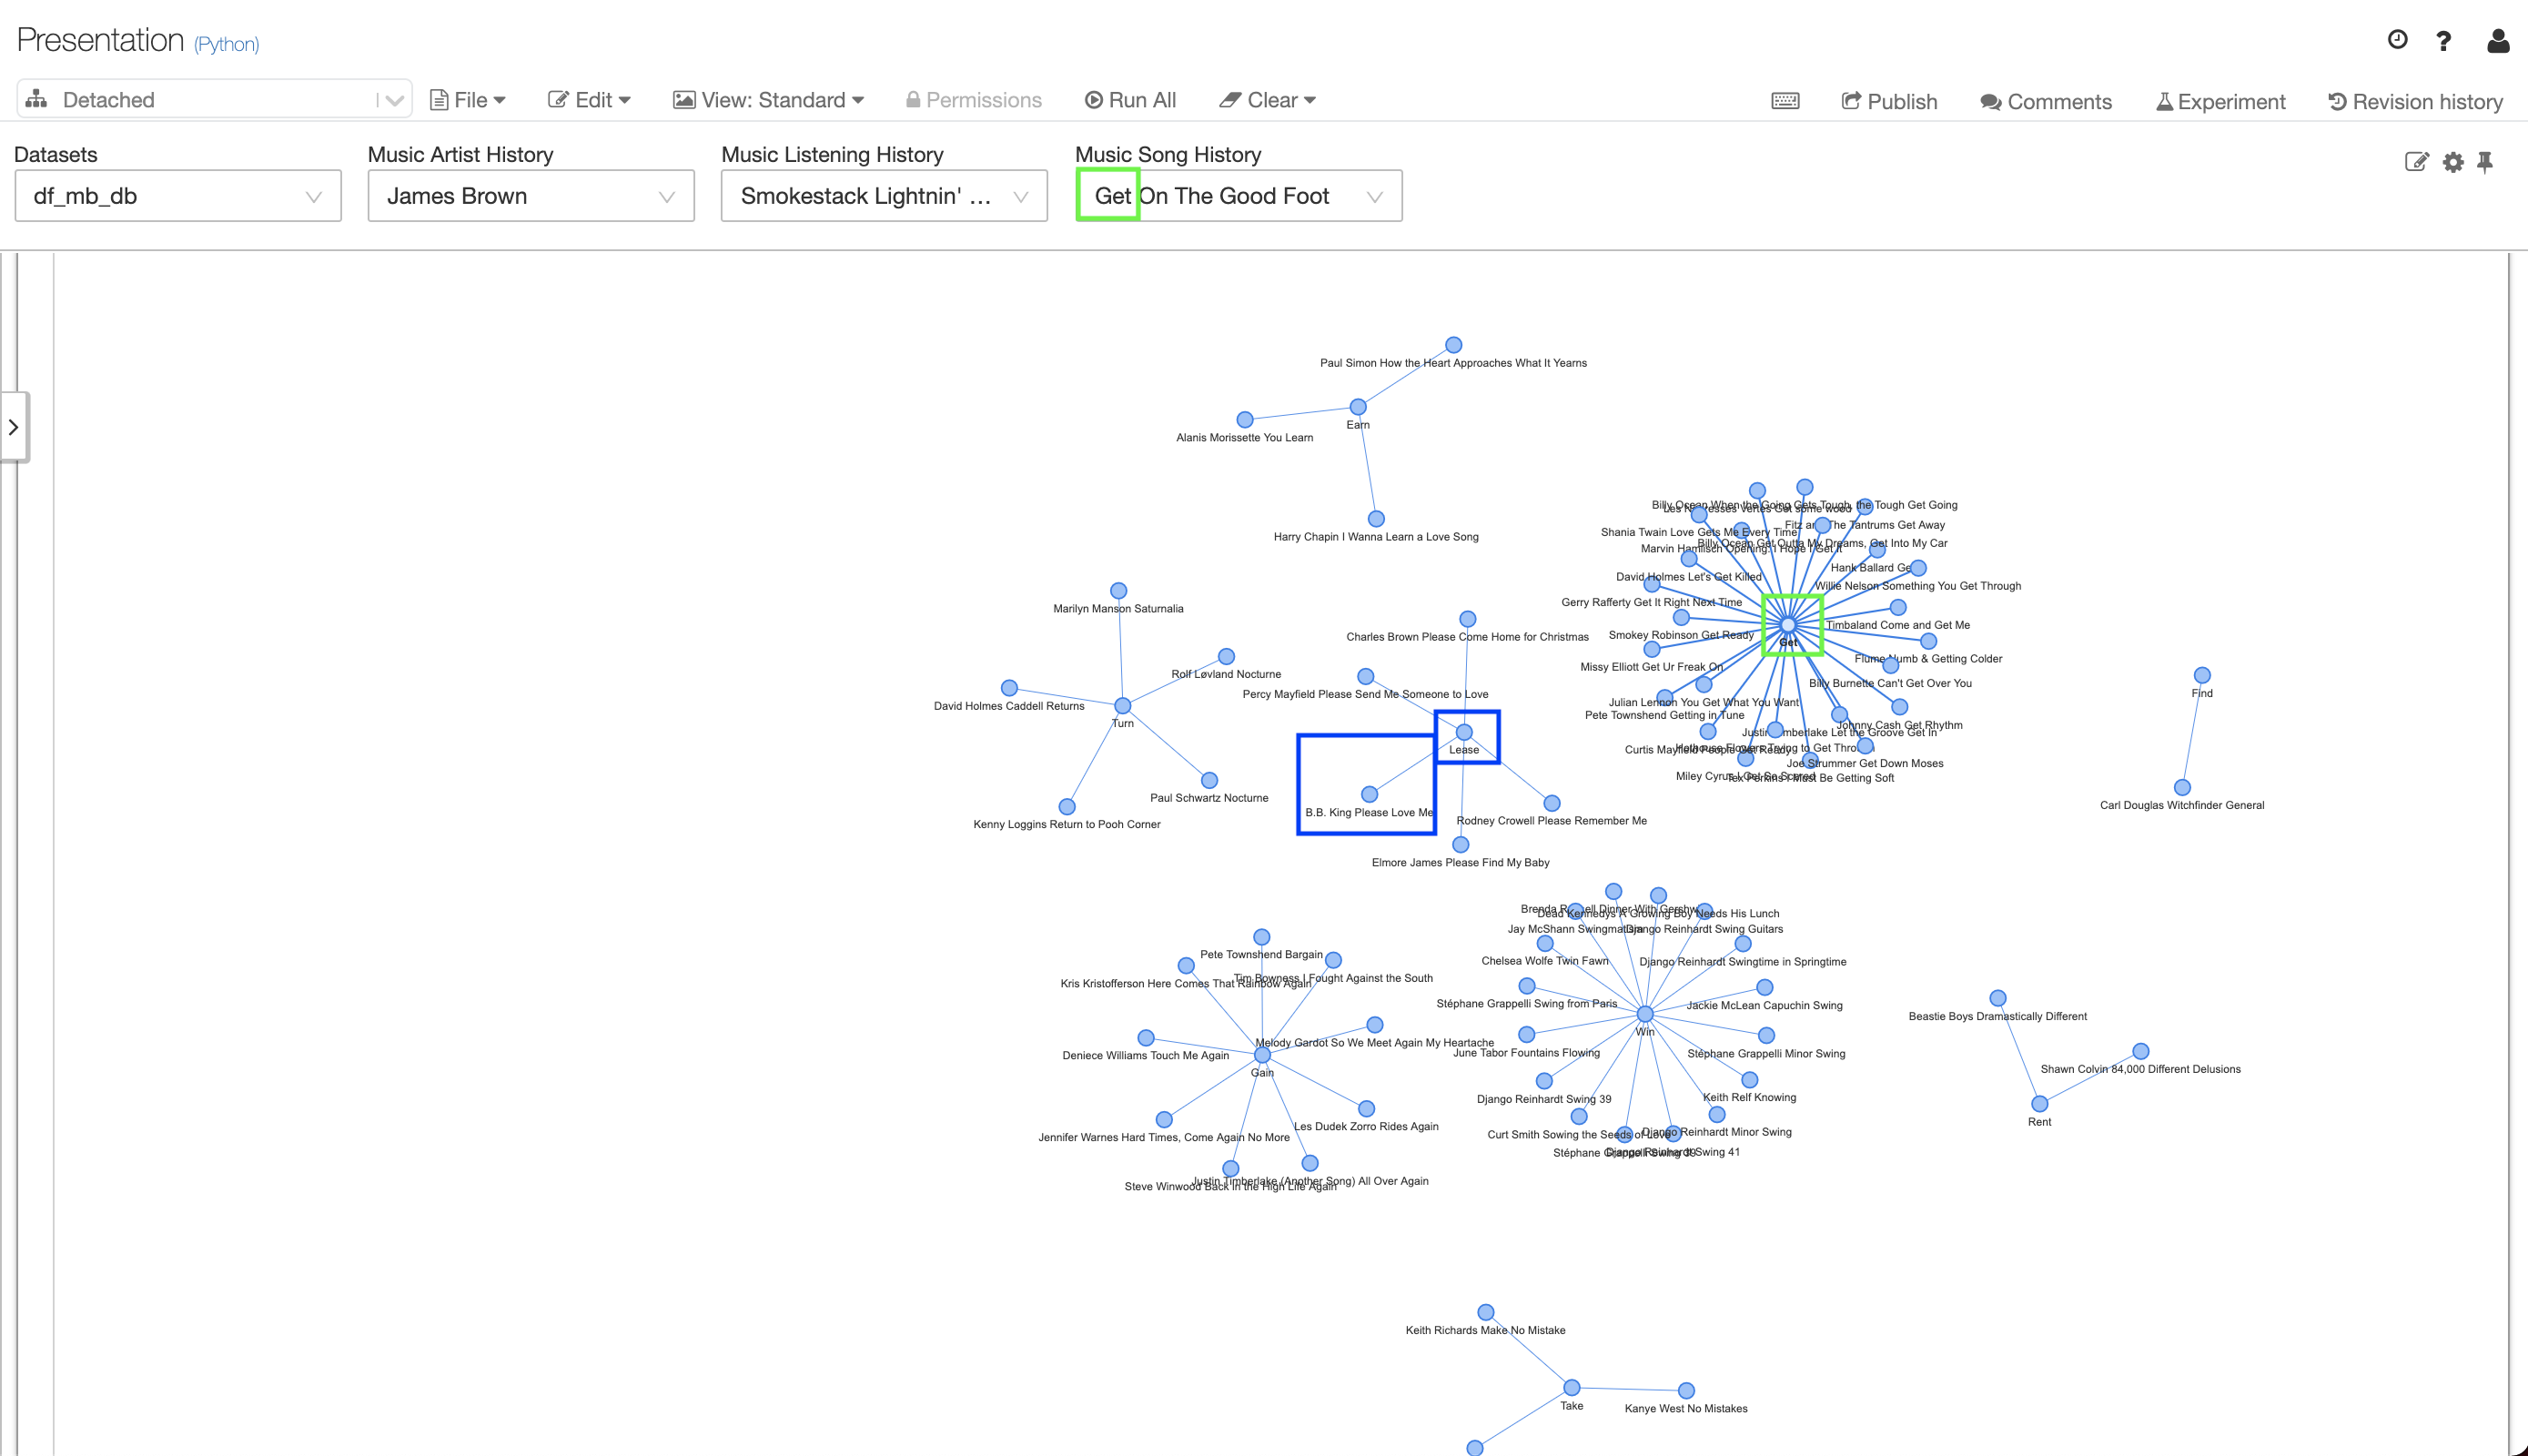 Presentation (Python)
Detached
File
Edit
View: Standard
Permissions
Run All
Clear
Publish
Comments
Experiment
Revision history
Datasets
Music Artist History
Music Listening History
Music Song History
df_mb_db
James Brown
Smokestack Lightnin' ...
Get On The Good Foot
Paul Simon How the Heart Approaches What It Yearns
Earn
Alanis Morissette You Learn
Harry Chapin I Wanna Learn a Love Song
Billy Ocean When the Going Gets Tough, the Tough Get Going
Get some wood
Fitz and The Tantrums Get Away
Shania Twain Love Gets Me Every Time
Billy Ocean Get Outta My Dreams, Get Into My Car
Marvin Hamlisch Opening: I Hope I Get It
Hank Ballard Get
David Holmes Let's Get Killed
Willie Nelson Something You Get Through
Gerry Rafferty Get It Right Next Time
Timbaland Come and Get Me
Smokey Robinson Get Ready
Get
Flume Numb & Getting Colder
Missy Elliott Get Ur Freak On
Billy Burnette Can't Get Over You
Julian Lennon You Get What You Want
Pete Townshend Getting in Tune
Johnny Cash Get Rhythm
Justin Timberlake Let the Groove Get In
Curtis Mayfield People Get Ready
Hothouse Flowers Trying to Get Through
Joe Strummer Get Down Moses
Miley Cyrus I Get So Scared
Tex Perkins I Must Be Getting Soft
Marilyn Manson Saturnalia
Rolf Løvland Nocturne
David Holmes Caddell Returns
Turn
Paul Schwartz Nocturne
Kenny Loggins Return to Pooh Corner
Charles Brown Please Come Home for Christmas
Percy Mayfield Please Send Me Someone to Love
Lease
B.B. King Please Love Me
Rodney Crowell Please Remember Me
Elmore James Please Find My Baby
Find
Carl Douglas Witchfinder General
Brenda Russell Dinner With Gershwin
Dead Kennedys A Growing Boy Needs His Lunch
Jay McShann Swingmatism
Django Reinhardt Swing Guitars
Chelsea Wolfe Twin Fawn
Django Reinhardt Swingtime in Springtime
Stéphane Grappelli Swing from Paris
Jackie McLean Capuchin Swing
Win
June Tabor Fountains Flowing
Stéphane Grappelli Minor Swing
Django Reinhardt Swing 39
Keith Relf Knowing
Curt Smith Sowing the Seeds of Love
Django Reinhardt Minor Swing
Stéphane Grappelli Swing 39
Django Reinhardt Swing 41
Pete Townshend Bargain
Tim Bowness I Fought Against the South
Kris Kristofferson Here Comes That Rainbow Again
Melody Gardot So We Meet Again My Heartache
Deniece Williams Touch Me Again
Gain
Les Dudek Zorro Rides Again
Jennifer Warnes Hard Times, Come Again No More
Justin Timberlake (Another Song) All Over Again
Steve Winwood Back In the High Life Again
Beastie Boys Dramatically Different
Shawn Colvin 84,000 Different Delusions
Rent
Keith Richards Make No Mistake
Take
Kanye West No Mistakes